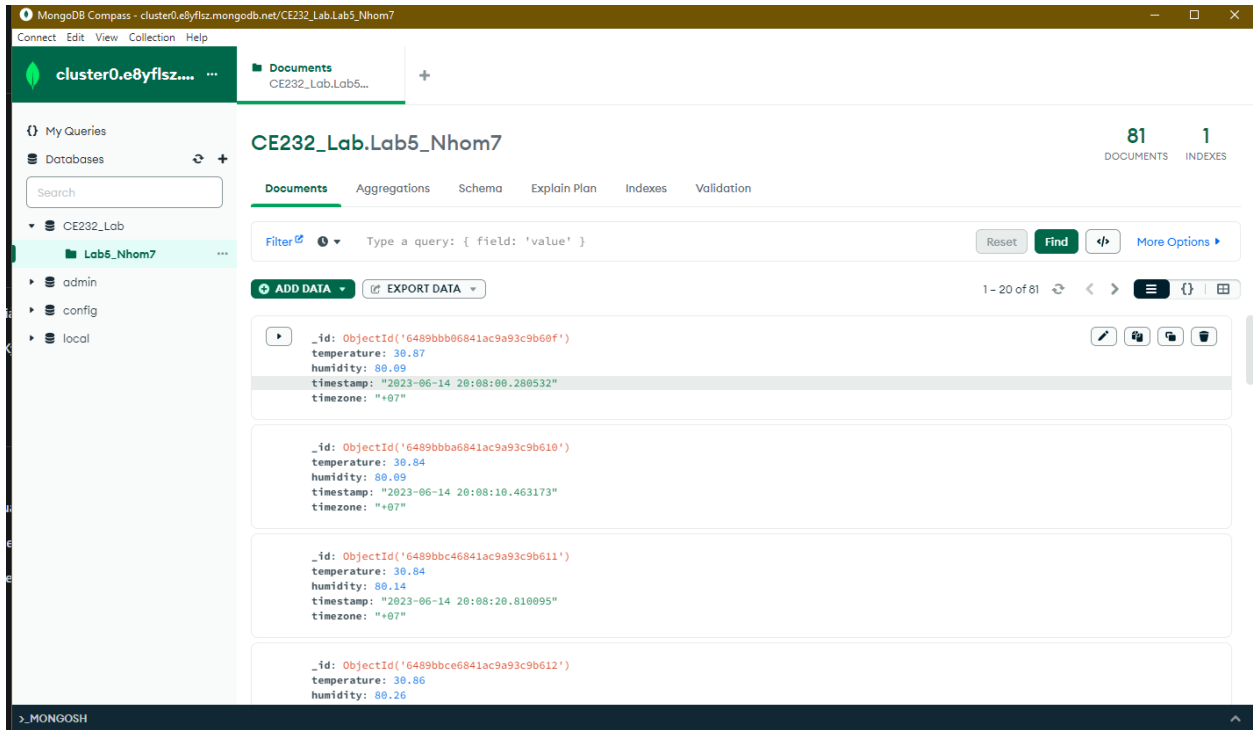 MongoDB Compass - cluster0.e8yflsz.mongodb.net/CE232_Lab.Lab5_Nhom7
Connect Edit View Collection Help
cluster0.e8yflsz.... ...
Documents
CE232_Lab.Lab5...
+
{} My Queries
Databases
Search
CE232_Lab
Lab5_Nhom7 ...
admin
config
local
CE232_Lab.Lab5_Nhom7
81 DOCUMENTS
1 INDEXES
Documents Aggregations Schema Explain Plan Indexes Validation
Filter Type a query: { field: 'value' } Reset Find </> More Options
ADD DATA EXPORT DATA 1 – 20 of 81 {}
_id: ObjectId('6489bbb06841ac9a93c9b60f')
temperature: 30.87
humidity: 80.09
timestamp: "2023-06-14 20:08:00.280532"
timezone: "+07"
_id: ObjectId('6489bbba6841ac9a93c9b610')
temperature: 30.84
humidity: 80.09
timestamp: "2023-06-14 20:08:10.463173"
timezone: "+07"
_id: ObjectId('6489bbc46841ac9a93c9b611')
temperature: 30.84
humidity: 80.14
timestamp: "2023-06-14 20:08:20.810095"
timezone: "+07"
_id: ObjectId('6489bbce6841ac9a93c9b612')
temperature: 30.86
humidity: 80.26
>_MONGOSH